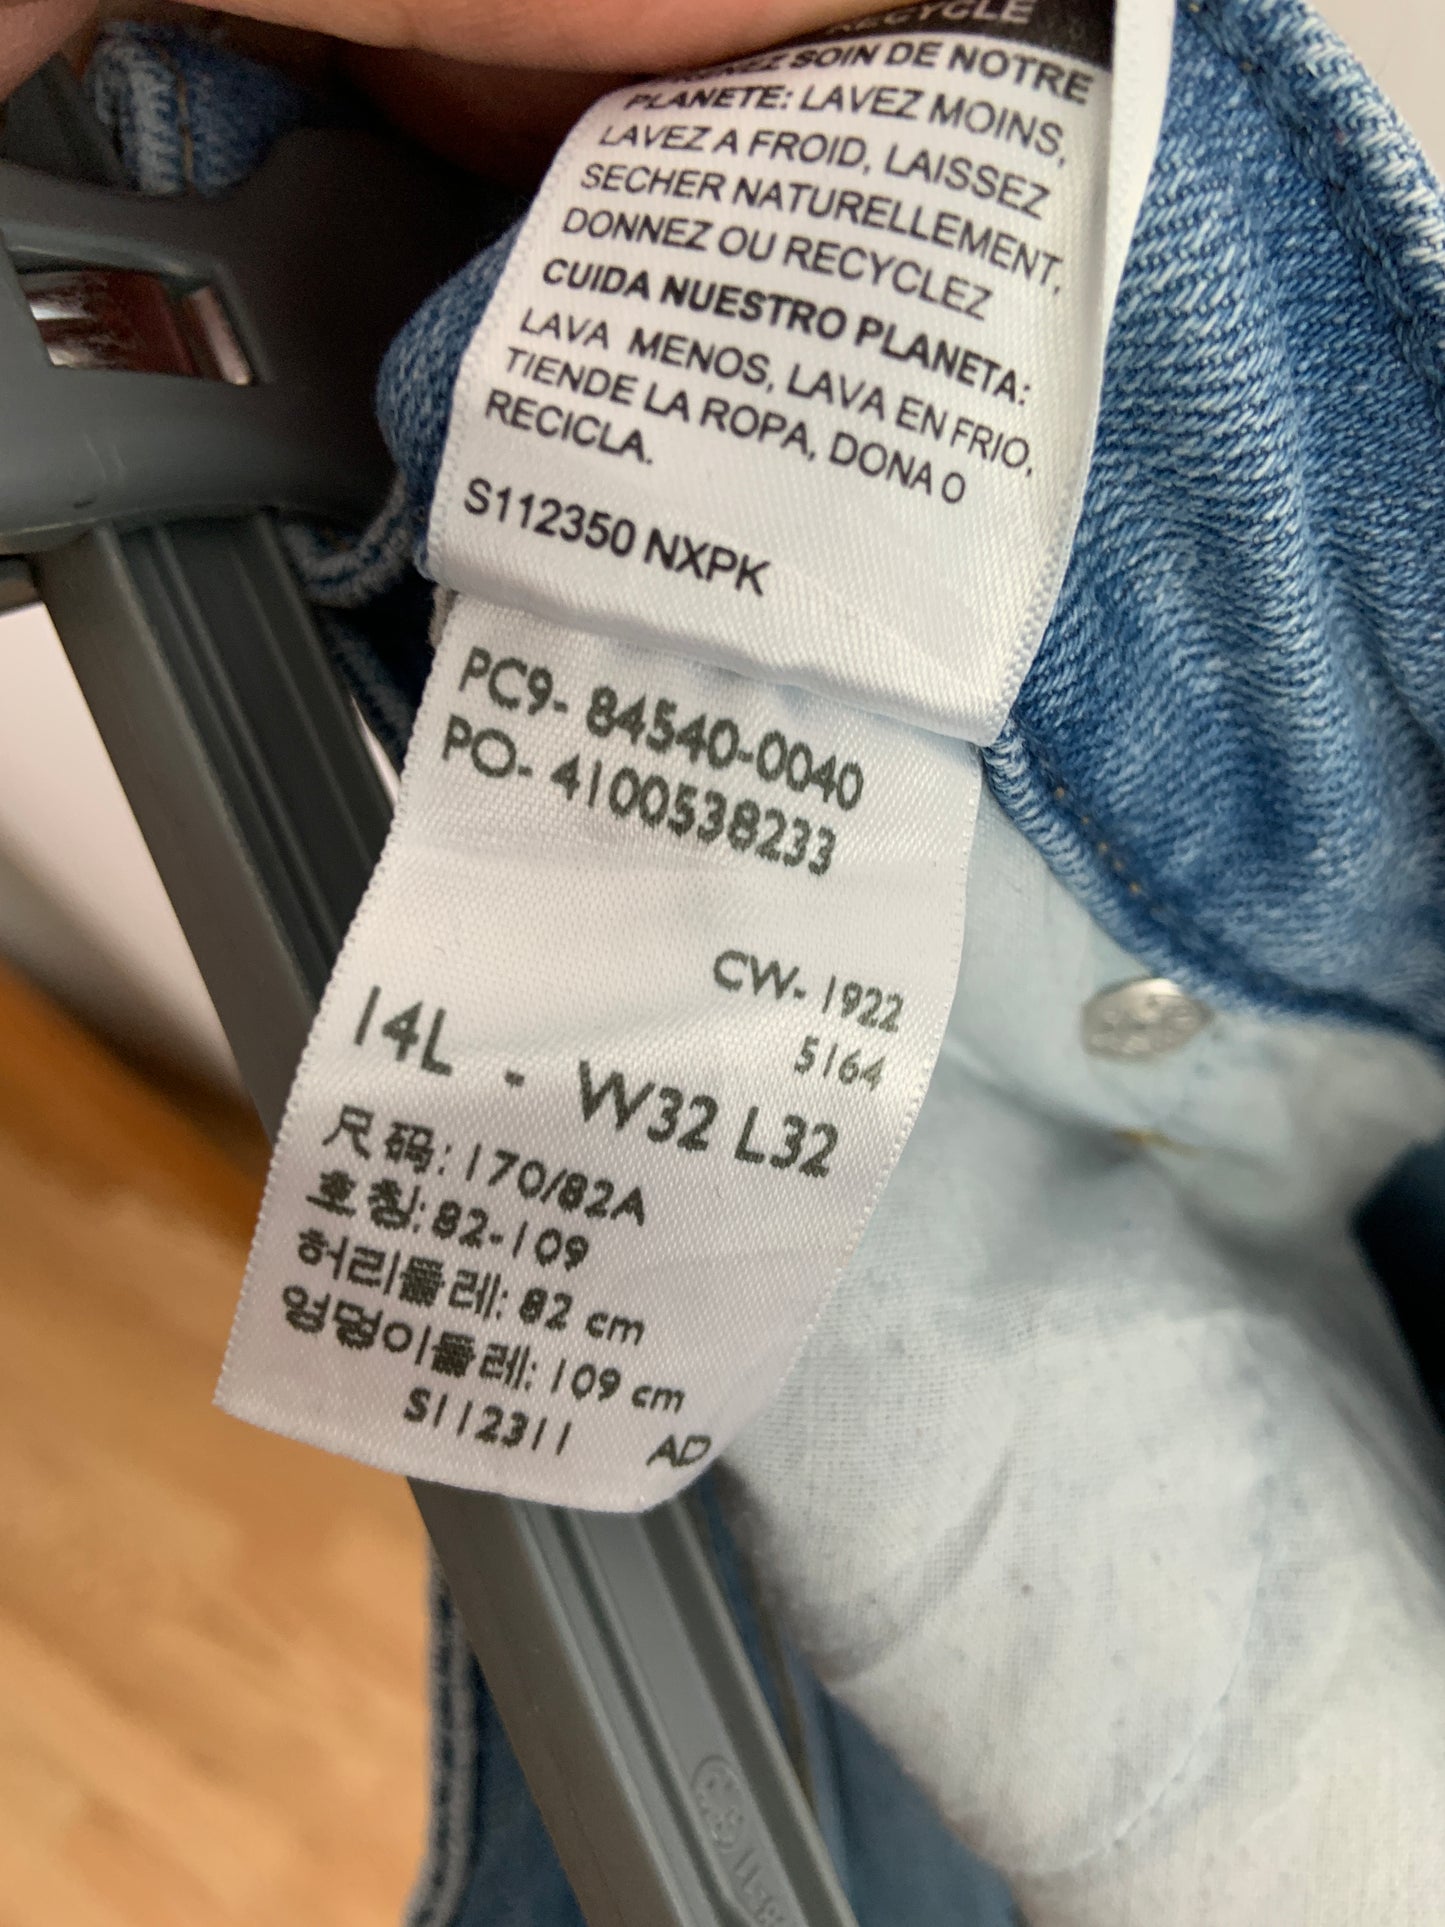 RECYCLE
SOIN DE NOTRE
PLANETE: LAVEZ MOINS,
LAVEZ A FROID, LAISSEZ
SECHER NATURELLEMENT,
DONNEZ OU RECYCLEZ
CUIDA NUESTRO PLANETA:
LAVA MENOS, LAVA EN FRIO,
TIENDE LA ROPA, DONA O
RECICLA.
S112350 NXPK
PC9- 84540-0040
PO- 4100538233
CW- 1922
5164
14L - W32 L32
尺码: 170/82A
호칭: 82-109
허리둘레: 82 cm
엉덩이둘레: 109 cm
S112311 AD